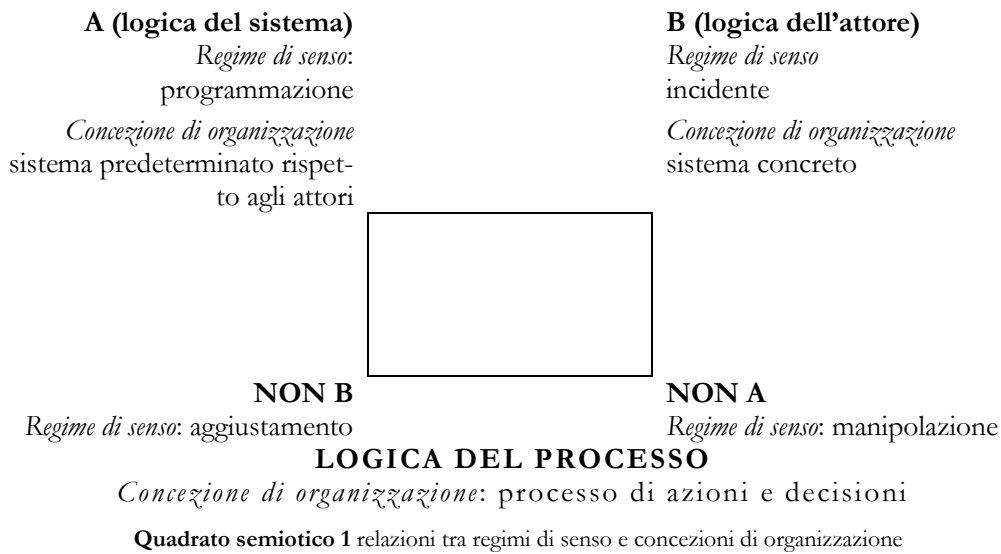 A (logica del sistema)
Regime di senso:
programmazione
Concezione di organizzazione
sistema predeterminato rispet-
to agli attori
B (logica dell’attore)
Regime di senso
incidente
Concezione di organizzazione
sistema concreto
NON B
Regime di senso: aggiustamento
NON A
Regime di senso: manipolazione
LOGICA DEL PROCESSO
Concezione di organizzazione: processo di azioni e decisioni
Quadrato semiotico 1 relazioni tra regimi di senso e concezioni di organizzazione